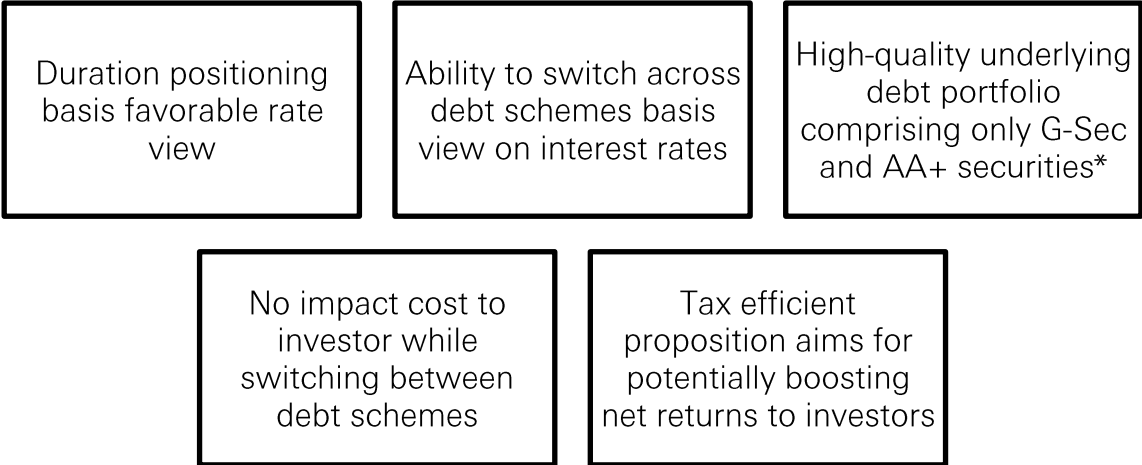 Duration positioning
basis favorable rate
view
Ability to switch across
debt schemes basis
view on interest rates
High-quality underlying
debt portfolio
comprising only G-Sec
and AA+ securities*
No impact cost to
investor while
switching between
debt schemes
Tax efficient
proposition aims for
potentially boosting
net returns to investors